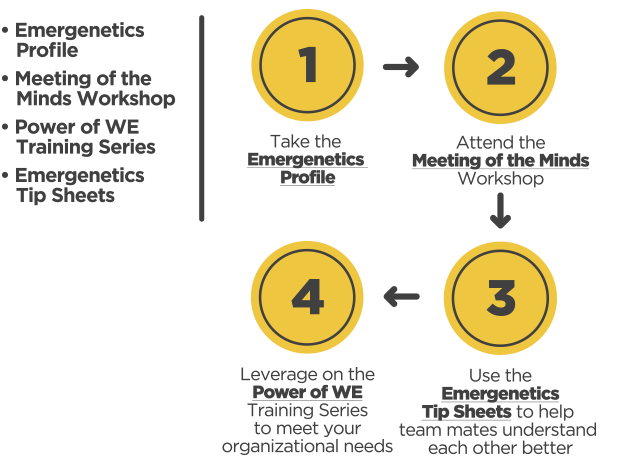 • Emergenetics
Profile
• Meeting of the
Minds Workshop
• Power of WE
Training Series
• Emergenetics
Tip Sheets
1
Take the
Emergenetics
Profile
2
Attend the
Meeting of the Minds
Workshop
3
Use the
Emergenetics
Tip Sheets to help
team mates understand
each other better
4
Leverage on the
Power of WE
Training Series
to meet your
organizational needs